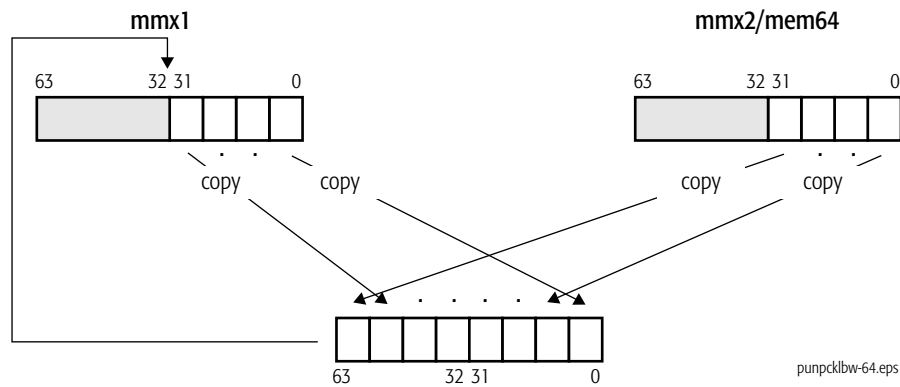 mmx1 mmx2/mem64
63 32 31 0 63 32 31 0
. . . .
copy copy copy copy
. . . .
63 32 31 0
punpcklbw-64.eps